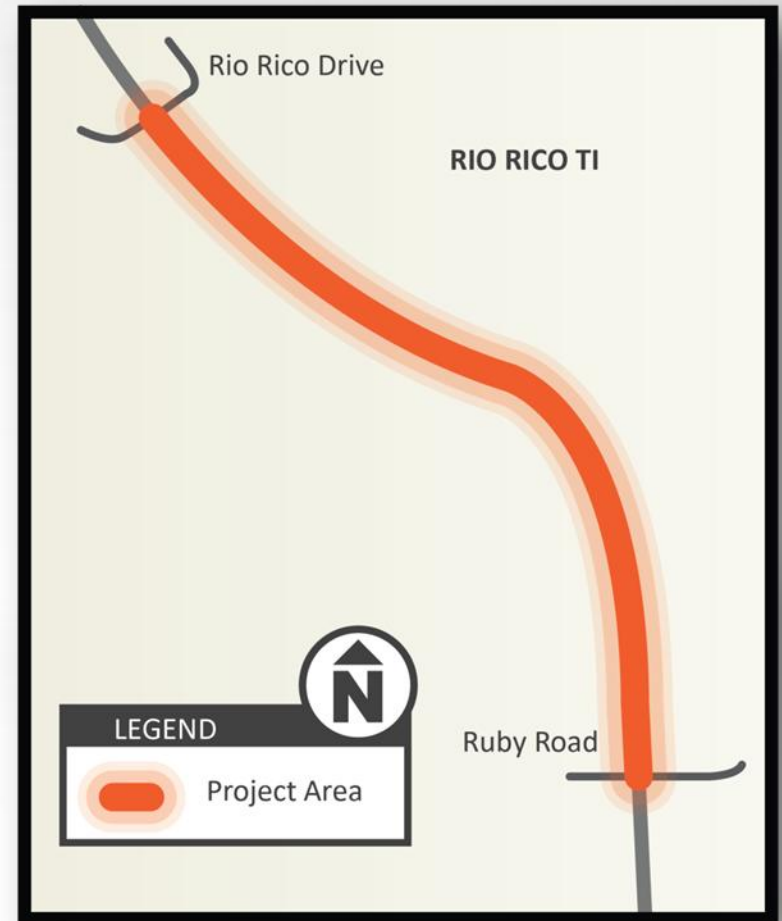 Rio Rico Drive
RIO RICO TI
Ruby Road
N
LEGEND
Project Area